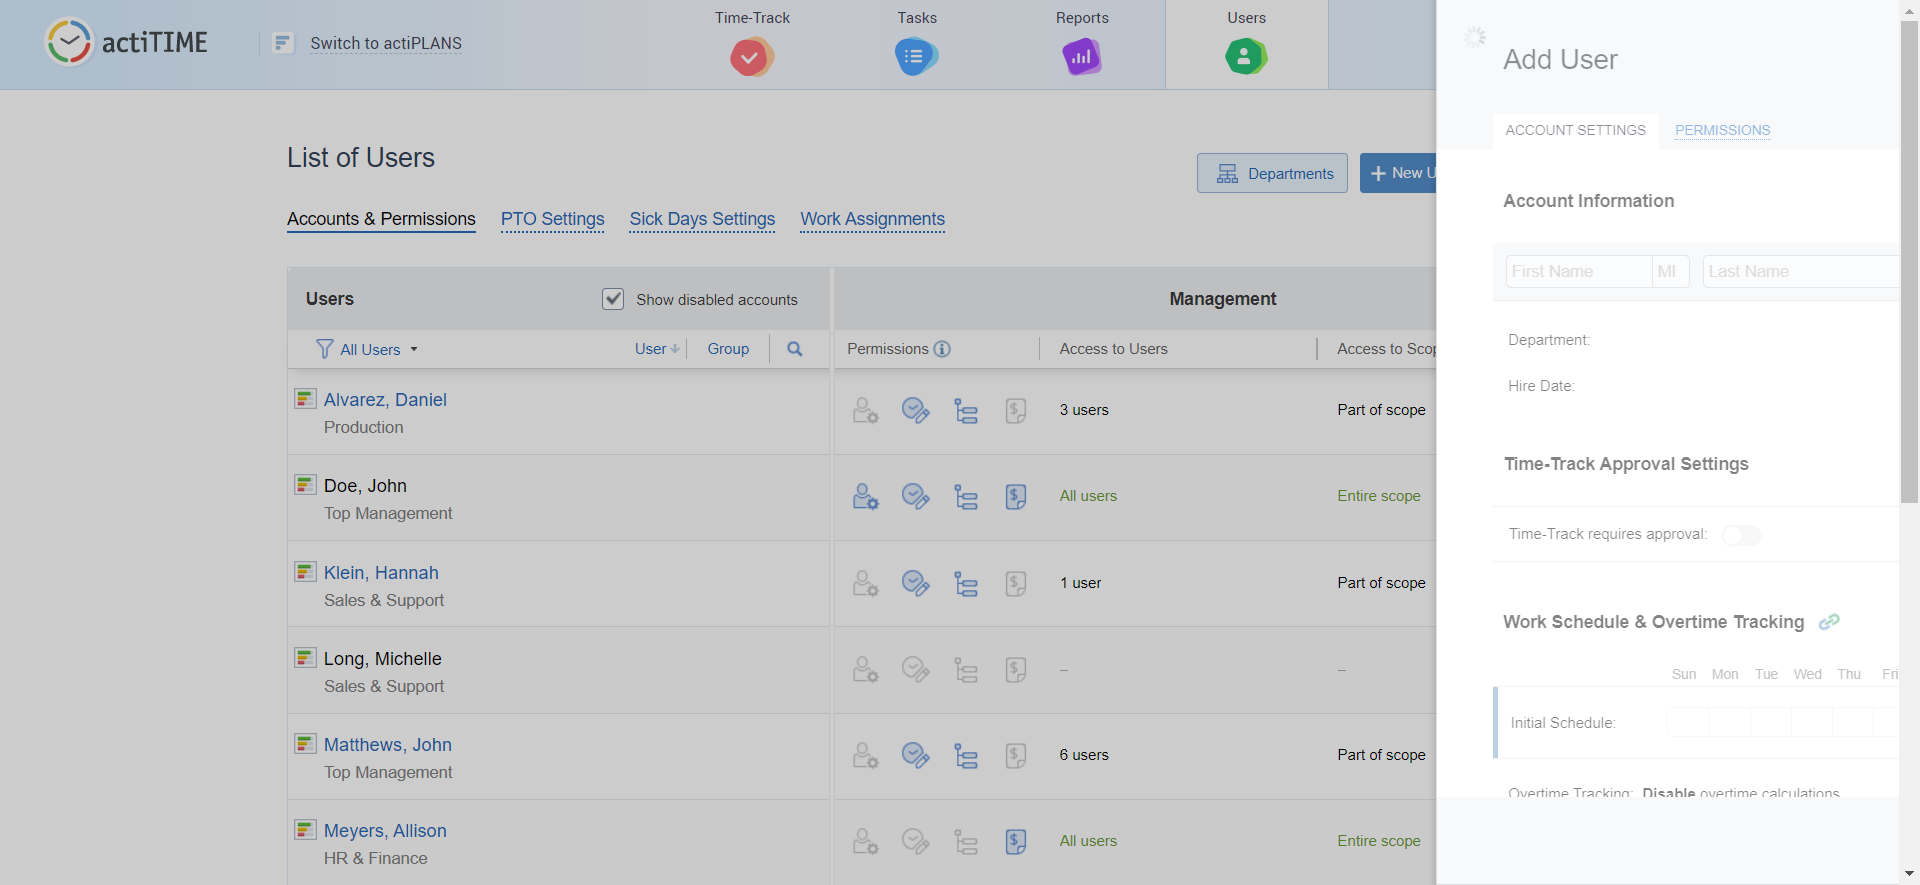 actiTIME
Switch to actiPLANS
Time-Track
Tasks
Reports
Users
List of Users
Departments
New U
Accounts & Permissions
PTO Settings
Sick Days Settings
Work Assignments
Users
Show disabled accounts
Management
All Users
User
Group
Permissions
Access to Users
Access to Scop
Alvarez, Daniel
Production
3 users
Part of scope
Doe, John
Top Management
All users
Entire scope
Klein, Hannah
Sales & Support
1 user
Part of scope
Long, Michelle
Sales & Support
–
–
Matthews, John
Top Management
6 users
Part of scope
Meyers, Allison
HR & Finance
All users
Entire scope
Add User
ACCOUNT SETTINGS
PERMISSIONS
Account Information
First Name
MI
Last Name
Department:
Hire Date:
Time-Track Approval Settings
Time-Track requires approval:
Work Schedule & Overtime Tracking
Sun Mon Tue Wed Thu Fri
Initial Schedule:
Overtime Tracking: Disable overtime calculations